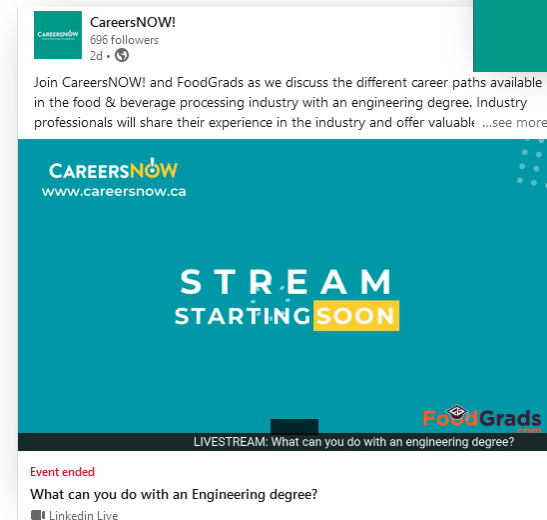 CAREERSNOW
CareersNOW!
696 followers
2d •
Join CareersNOW! and FoodGrads as we discuss the different career paths available
in the food & beverage processing industry with an engineering degree. Industry
professionals will share their experience in the industry and offer valuable ...see more
CAREERSNOW
www.careersnow.ca
STREAM
STARTING SOON
FoodGrads
.com
LIVESTREAM: What can you do with an engineering degree?
Event ended
What can you do with an Engineering degree?
Linkedin Live